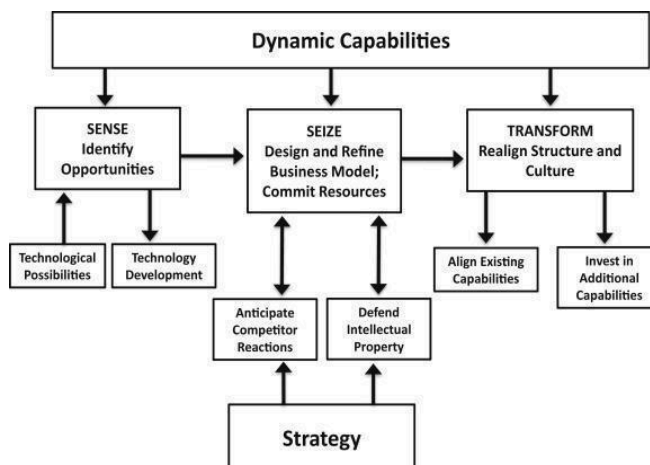 Dynamic Capabilities
SENSE
Identify
Opportunities
SEIZE
Design and Refine
Business Model;
Commit Resources
TRANSFORM
Realign Structure and
Culture
Technological
Possibilities
Technology
Development
Align Existing
Capabilities
Invest in
Additional
Capabilities
Anticipate
Competitor
Reactions
Defend
Intellectual
Property
Strategy